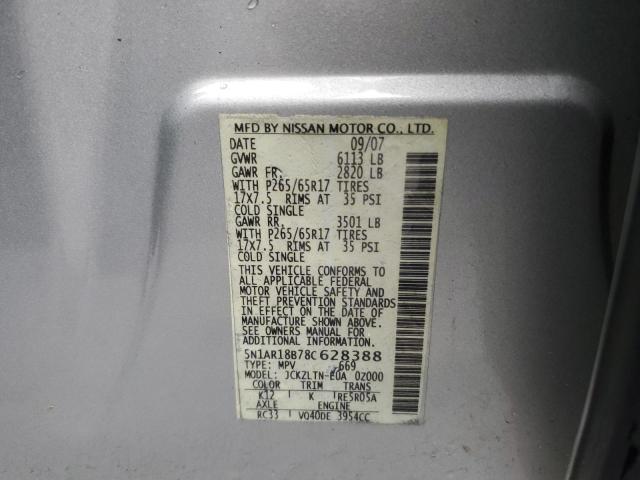 MFD BY NISSAN MOTOR CO., LTD.
DATE 09/07
GVWR 6113 LB
GAWR FR. 2820 LB
WITH P265/65R17 TIRES
17X7.5 RIMS AT 35 PSI
COLD SINGLE
GAWR RR. 3501 LB
WITH P265/65R17 TIRES
17X7.5 RIMS AT 35 PSI
COLD SINGLE
THIS VEHICLE CONFORMS TO
ALL APPLICABLE FEDERAL
MOTOR VEHICLE SAFETY AND
THEFT PREVENTION STANDARDS
IN EFFECT ON THE DATE OF
MANUFACTURE SHOWN ABOVE.
SEE OWNERS MANUAL FOR
ADDITIONAL INFORMATION
5N1AR18B78C628388
TYPE: MPV 669
MODEL: JCKZLTN-E0A 0Z000
COLOR TRIM TRANS
K12 K RE5R05A
AXLE ENGINE
RC33 VQ40DE 3954CC